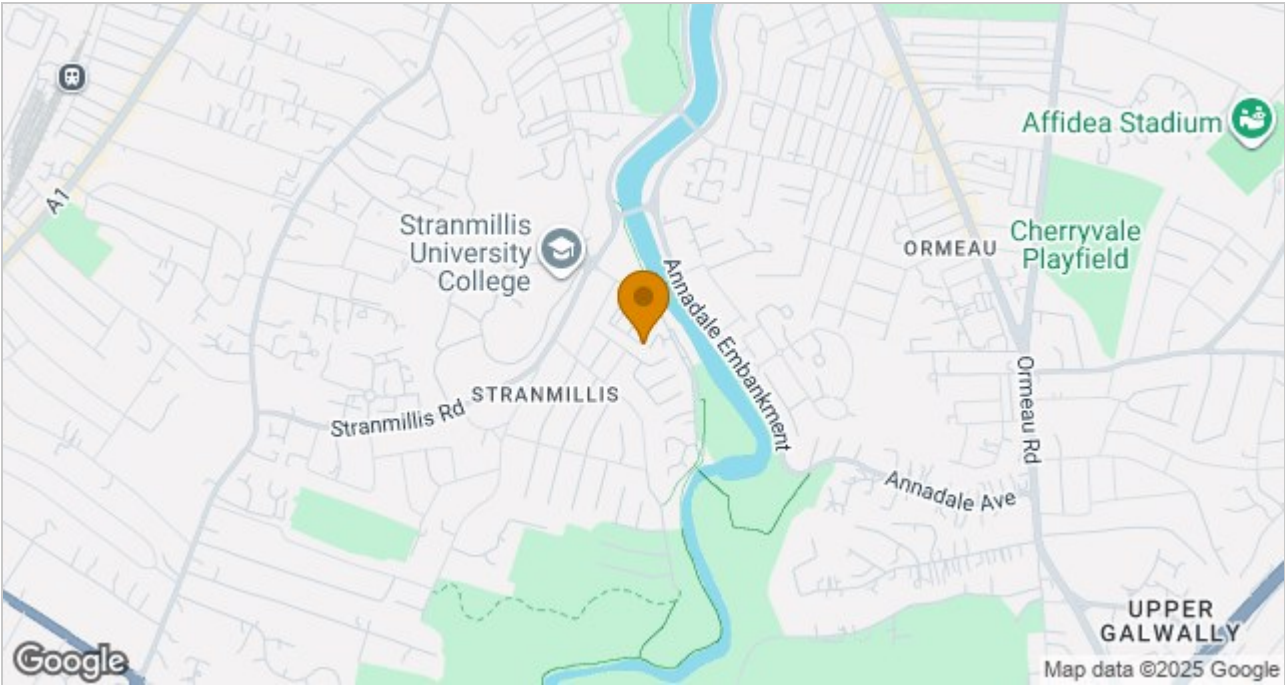 A1
Stranmillis
University
College
Affidea Stadium
Cherryvale
Playfield
ORMEAU
Annadale Embankment
STRANMILLIS
Stranmillis Rd
Ormeau Rd
Annadale Ave
UPPER
GALWALLY
Google
Map data ©2025 Google